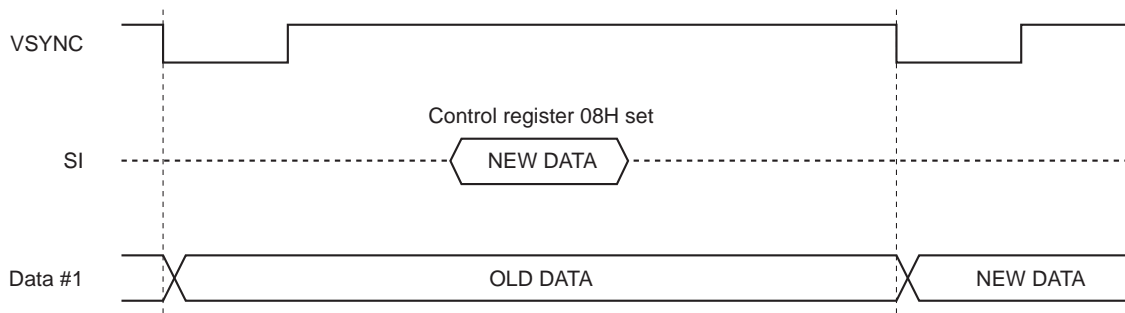 VSYNC
Control register 08H set
SI
NEW DATA
Data #1
OLD DATA
NEW DATA